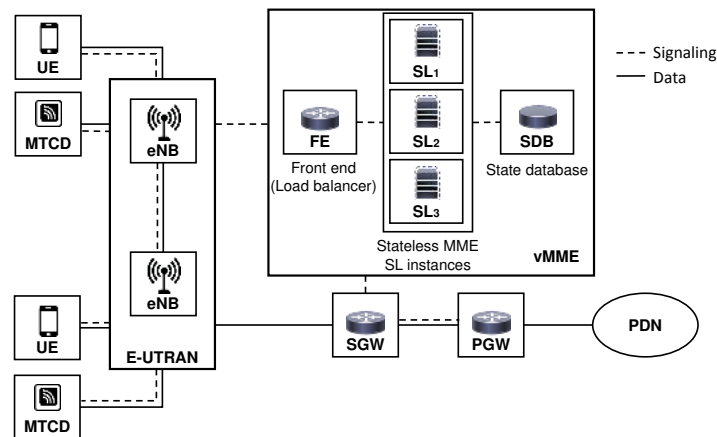 UE
MTCD
eNB
eNB
UE
MTCD
E-UTRAN
FE
Front end
(Load balancer)
SL1
SL2
SL3
Stateless MME
SL instances
SDB
State database
vMME
Signaling
Data
SGW
PGW
PDN